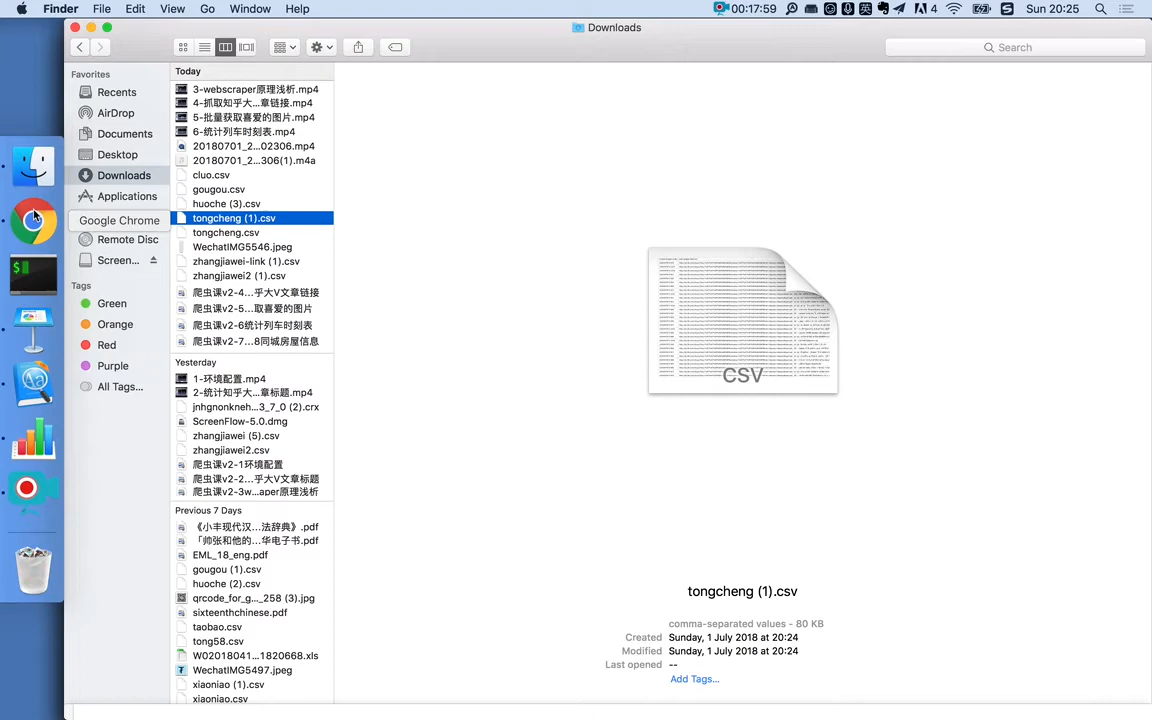 Finder File Edit View Go Window Help 00:17:59 英 4 Sun 20:25
Downloads
Search
Favorites
Recents
AirDrop
Documents
Desktop
Downloads
Applications
Google Chrome
Remote Disc
Screen...
Tags
Green
Orange
Red
Purple
All Tags...
Today
3-webscraper原理浅析.mp4
4-抓取知乎大...章链接.mp4
5-批量获取喜爱的图片.mp4
6-统计列车时刻表.mp4
20180701_2...02306.mp4
20180701_2...306(1).m4a
cluo.csv
gougou.csv
huoche (3).csv
tongcheng (1).csv
tongcheng.csv
WechatIMG5546.jpeg
zhangjiawei-link (1).csv
zhangjiawei2 (1).csv
爬虫课v2-4...乎大V文章链接
爬虫课v2-5...取喜爱的图片
爬虫课v2-6统计列车时刻表
爬虫课v2-7...8同城房屋信息
Yesterday
1-环境配置.mp4
2-统计知乎大...章标题.mp4
jnhgnonkneh...3_7_0 (2).crx
ScreenFlow-5.0.dmg
zhangjiawei (5).csv
zhangjiawei2.csv
爬虫课v2-1环境配置
爬虫课v2-2...乎大V文章标题
爬虫课v2-3w...aper原理浅析
Previous 7 Days
《小丰现代汉...法辞典》.pdf
「帅张和他的...华电子书.pdf
EML_18_eng.pdf
gougou (1).csv
huoche (2).csv
qrcode_for_g..._258 (3).jpg
sixteenthchinese.pdf
taobao.csv
tong58.csv
W02018041...1820668.xls
WechatIMG5497.jpeg
xiaoniao (1).csv
xiaoniao.csv
CSV
tongcheng (1).csv
comma-separated values - 80 KB
Created Sunday, 1 July 2018 at 20:24
Modified Sunday, 1 July 2018 at 20:24
Last opened --
Add Tags...